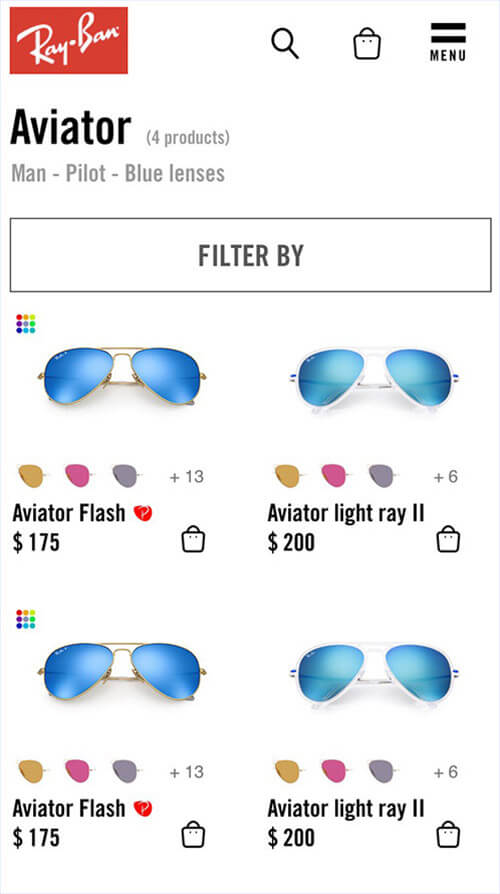 Ray-Ban
MENU
Aviator (4 products)
Man - Pilot - Blue lenses
FILTER BY
+ 13
+ 6
Aviator Flash
Aviator light ray II
$ 175
$ 200
+ 13
+ 6
Aviator Flash
Aviator light ray II
$ 175
$ 200